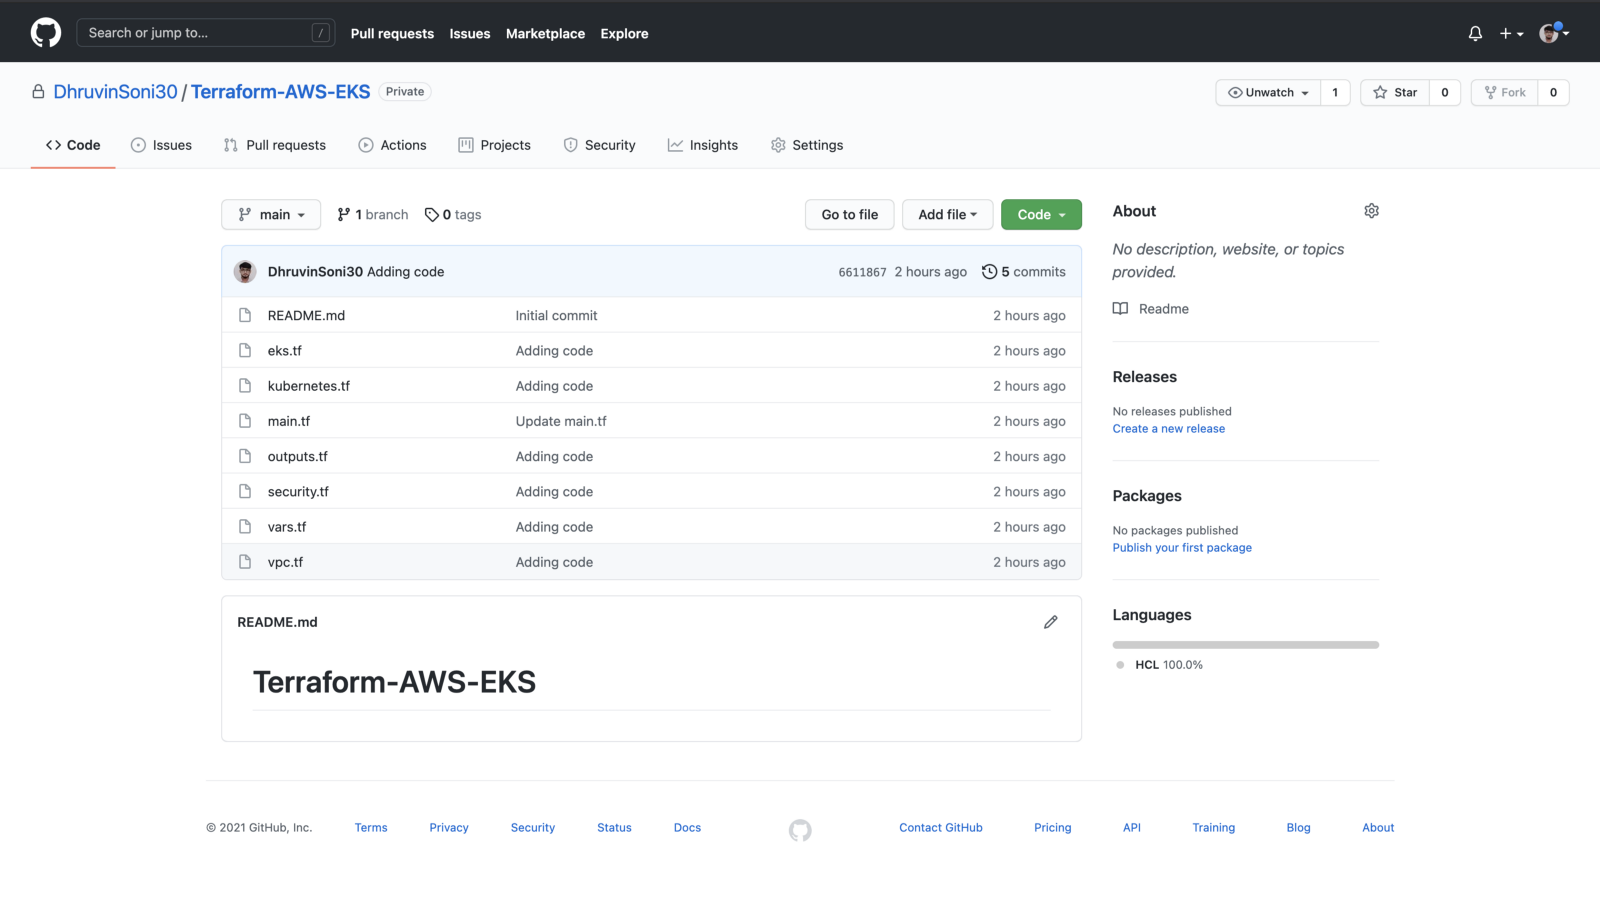 Search or jump to... /
Pull requests Issues Marketplace Explore
DhruvinSoni30 / Terraform-AWS-EKS Private
Unwatch 1 Star 0 Fork 0
Code Issues Pull requests Actions Projects Security Insights Settings
main 1 branch 0 tags
Go to file Add file Code
DhruvinSoni30 Adding code 6611867 2 hours ago 5 commits
README.md Initial commit 2 hours ago
eks.tf Adding code 2 hours ago
kubernetes.tf Adding code 2 hours ago
main.tf Update main.tf 2 hours ago
outputs.tf Adding code 2 hours ago
security.tf Adding code 2 hours ago
vars.tf Adding code 2 hours ago
vpc.tf Adding code 2 hours ago
README.md
Terraform-AWS-EKS
About
No description, website, or topics
provided.
Readme
Releases
No releases published
Create a new release
Packages
No packages published
Publish your first package
Languages
HCL 100.0%
© 2021 GitHub, Inc. Terms Privacy Security Status Docs Contact GitHub Pricing API Training Blog About